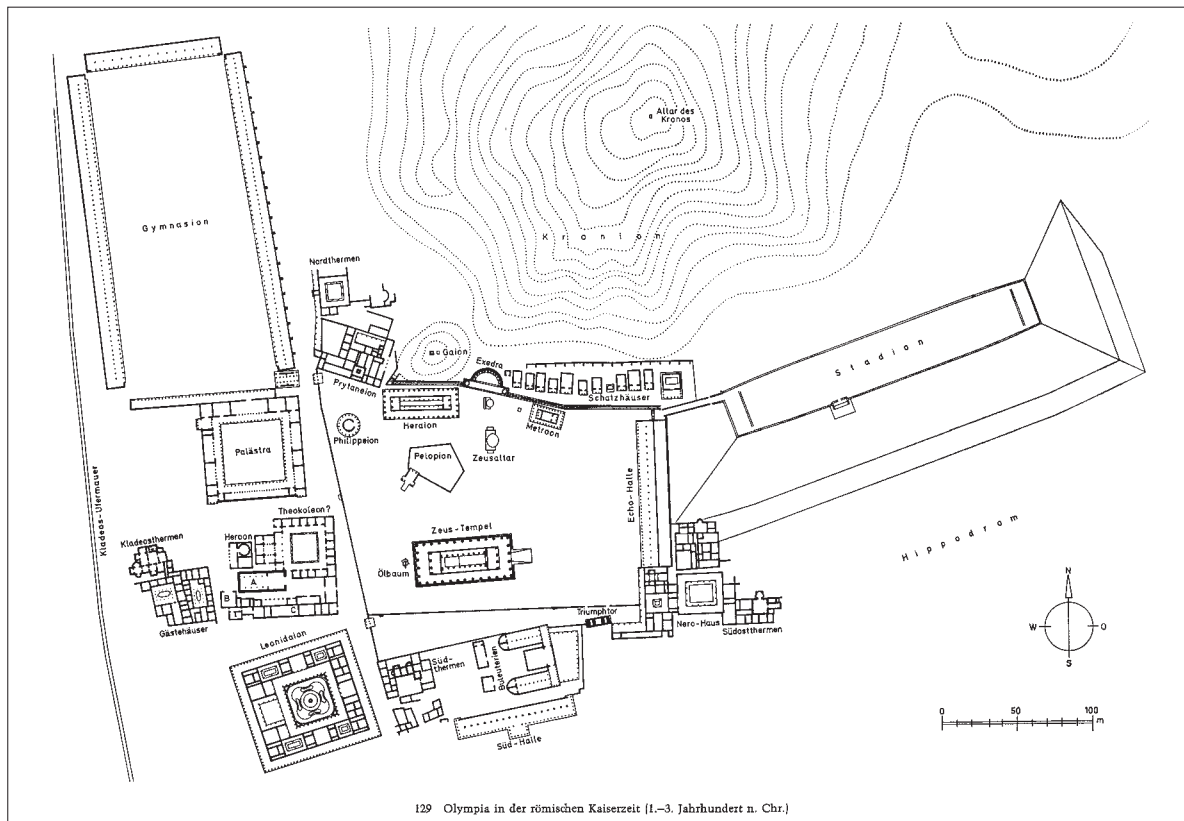 Altar des
Kronos
Gymnasion
Kronion
Nordthermen
Gaion
Exedra
Stadion
Prytaneion
Schatzhäuser
Heraion
Metroon
Philippeion
Zeusaltar
Palästra
Pelopion
Echo-Halle
Kladeos-Ufermauer
Theokoleon?
Zeus-Tempel
Hippodrom
Kladeosthermen
Heroon
Ölbaum
A
B
C
N
W
O
S
Gästehäuser
Triumphtor
Nero-Haus
Südostthermen
Leonidaion
Süd-
thermen
Buleuterien
Süd-Halle
0 50 100
m
129 Olympia in der römischen Kaiserzeit (1.–3. Jahrhundert n. Chr.)